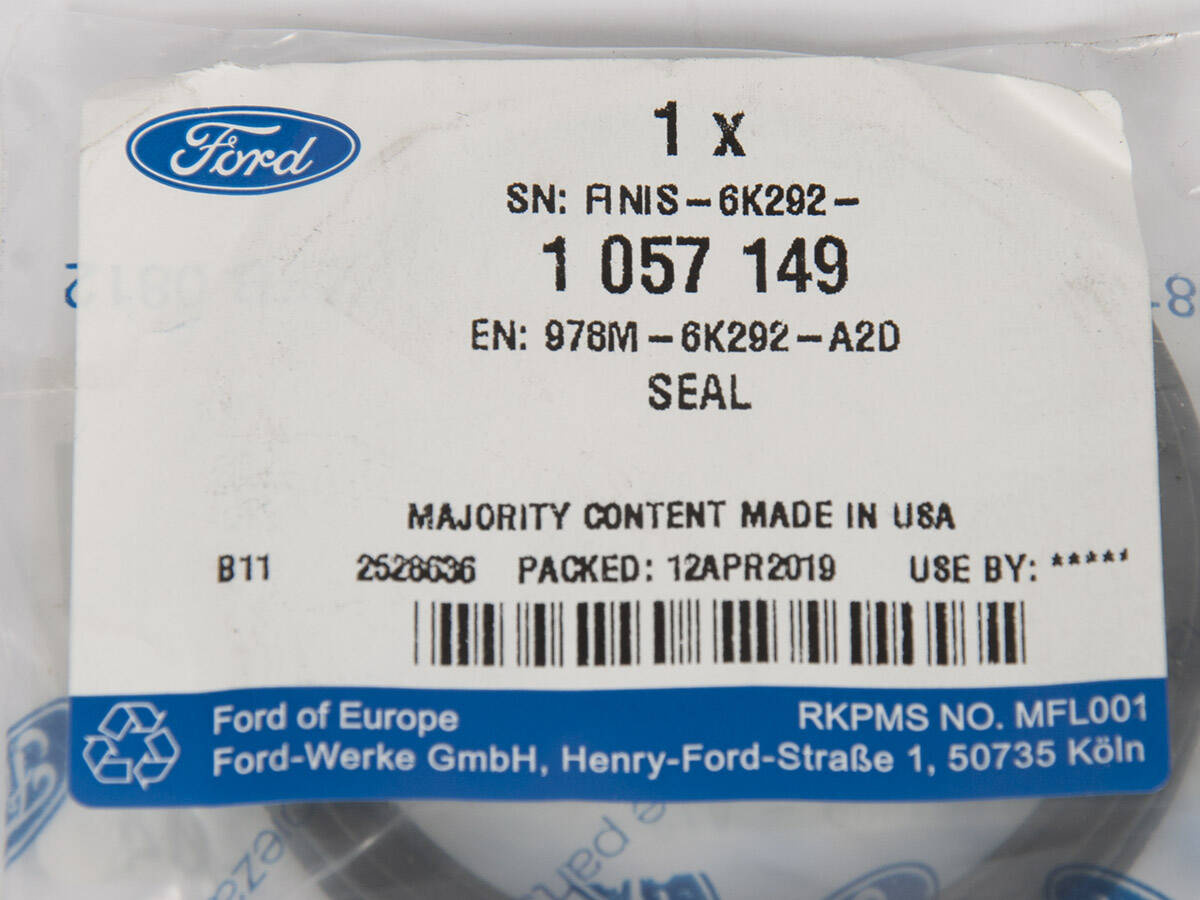 Ford
1 x
SN: FINIS-6K292-
1 057 149
EN: 978M-6K292-A2D
SEAL
MAJORITY CONTENT MADE IN USA
B11 2528636 PACKED: 12APR2019 USE BY: *****
Ford of Europe RKPMS NO. MFL001
Ford-Werke GmbH, Henry-Ford-Straße 1, 50735 Köln